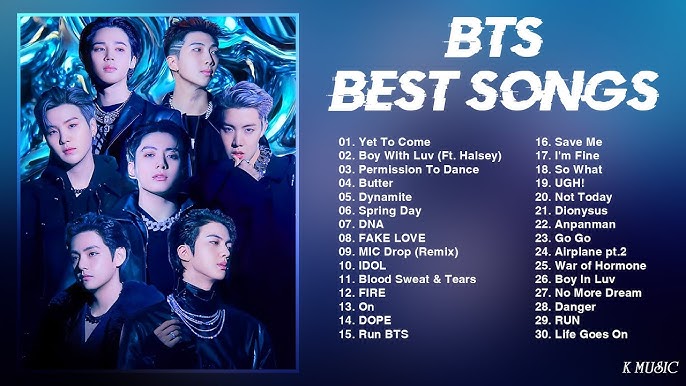 BTS
BEST SONGS
01. Yet To Come
02. Boy With Luv (Ft. Halsey)
03. Permission To Dance
04. Butter
05. Dynamite
06. Spring Day
07. DNA
08. FAKE LOVE
09. MIC Drop (Remix)
10. IDOL
11. Blood Sweat & Tears
12. FIRE
13. On
14. DOPE
15. Run BTS
16. Save Me
17. I'm Fine
18. So What
19. UGH!
20. Not Today
21. Dionysus
22. Anpanman
23. Go Go
24. Airplane pt.2
25. War of Hormone
26. Boy In Luv
27. No More Dream
28. Danger
29. RUN
30. Life Goes On
K MUSIC